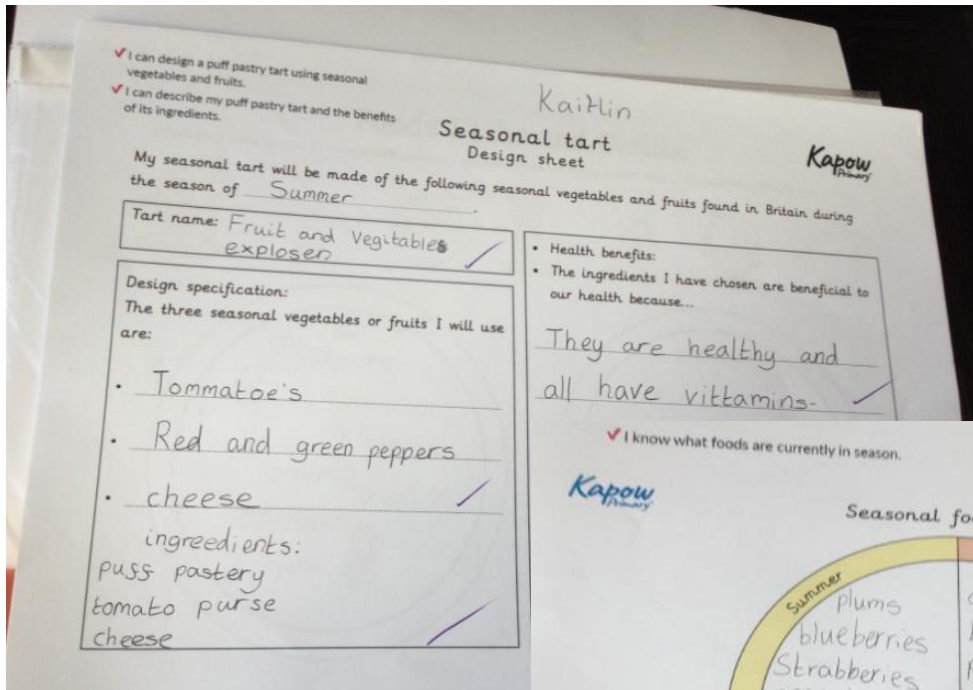 ✓ I can design a puff pastry tart using seasonal
vegetables and fruits.
✓ I can describe my puff pastry tart and the benefits
of its ingredients.
Kaitlin
Seasonal tart
Design sheet
Kapow
Primary
My seasonal tart will be made of the following seasonal vegetables and fruits found in Britain during
the season of Summer.
Tart name: Fruit and Vegitables
explosen
Design specification:
The three seasonal vegetables or fruits I will use
are:
• Tommatoe's
• Red and green peppers
• cheese
ingreedients:
puff pastery
tomato purse
cheese
• Health benefits:
• The ingredients I have chosen are beneficial to
our health because...
They are healthy and
all have vittamins.
✓ I know what foods are currently in season.
Kapow
Primary
Seasonal fo
Summer
plums
blueberries
Strabberies